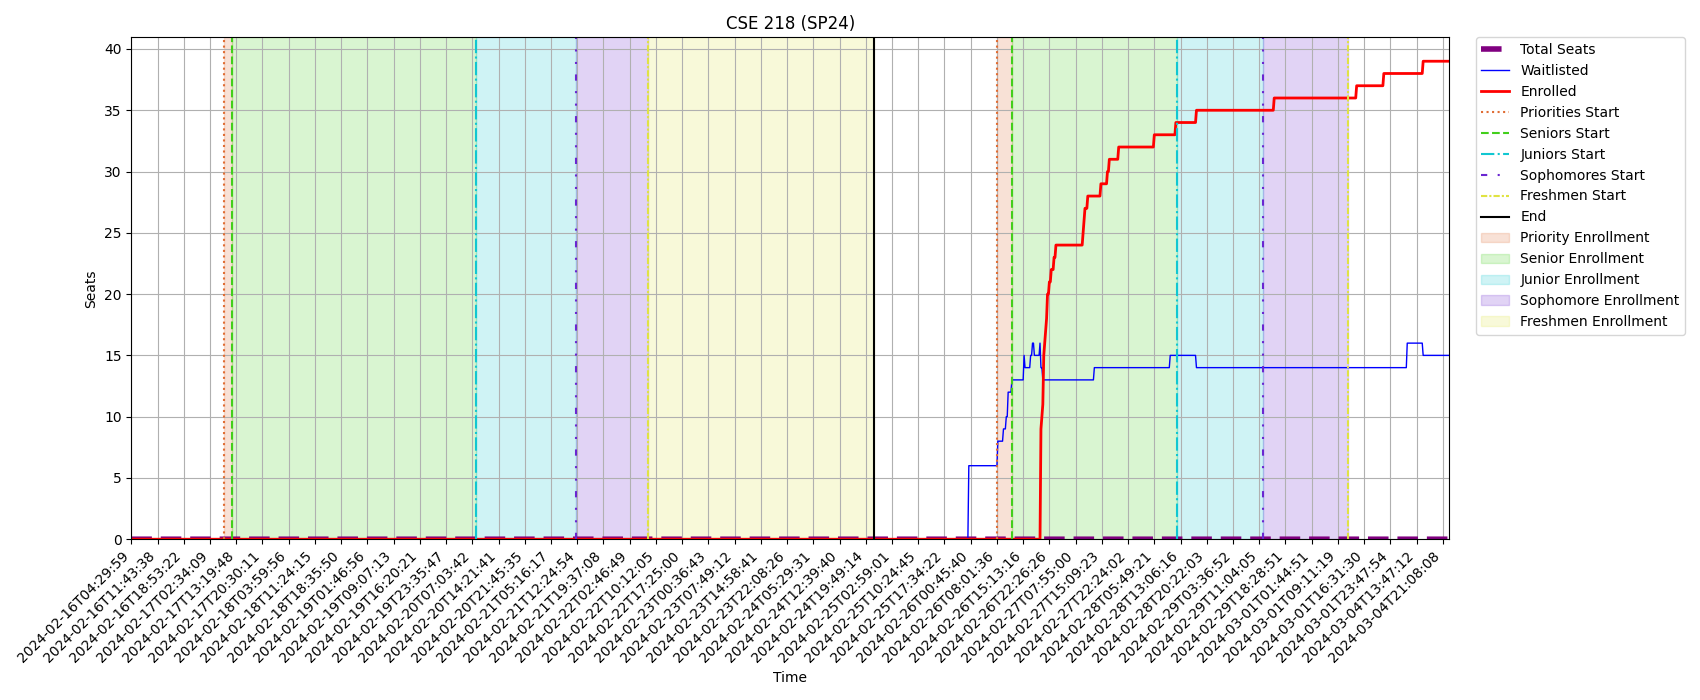 CSE 218 (SP24)
Seats
40
35
30
25
20
15
10
5
0
2024-02-16T04:29:59
2024-02-16T11:43:38
2024-02-16T18:53:22
2024-02-17T02:34:09
2024-02-17T13:19:48
2024-02-17T20:30:11
2024-02-18T03:59:56
2024-02-18T11:24:15
2024-02-18T18:35:50
2024-02-19T01:46:56
2024-02-19T09:07:13
2024-02-19T16:20:21
2024-02-19T23:35:47
2024-02-20T07:03:42
2024-02-20T14:21:41
2024-02-20T21:45:35
2024-02-21T05:16:17
2024-02-21T12:24:54
2024-02-21T19:37:08
2024-02-22T02:46:49
2024-02-22T10:12:05
2024-02-22T17:25:00
2024-02-23T00:36:43
2024-02-23T07:49:12
2024-02-23T14:58:41
2024-02-23T22:08:26
2024-02-24T05:29:31
2024-02-24T12:39:40
2024-02-24T19:49:14
2024-02-25T02:59:01
2024-02-25T10:24:45
2024-02-25T17:34:22
2024-02-26T00:45:40
2024-02-26T08:01:36
2024-02-26T15:13:16
2024-02-26T22:26:26
2024-02-27T07:55:00
2024-02-27T15:09:23
2024-02-27T22:24:02
2024-02-28T05:49:21
2024-02-28T13:06:16
2024-02-28T20:22:03
2024-02-29T03:36:52
2024-02-29T11:04:05
2024-02-29T18:28:51
2024-03-01T01:44:51
2024-03-01T09:11:19
2024-03-01T16:31:30
2024-03-01T23:47:54
2024-03-04T13:47:12
2024-03-04T21:08:08
Time
Total Seats
Waitlisted
Enrolled
Priorities Start
Seniors Start
Juniors Start
Sophomores Start
Freshmen Start
End
Priority Enrollment
Senior Enrollment
Junior Enrollment
Sophomore Enrollment
Freshmen Enrollment